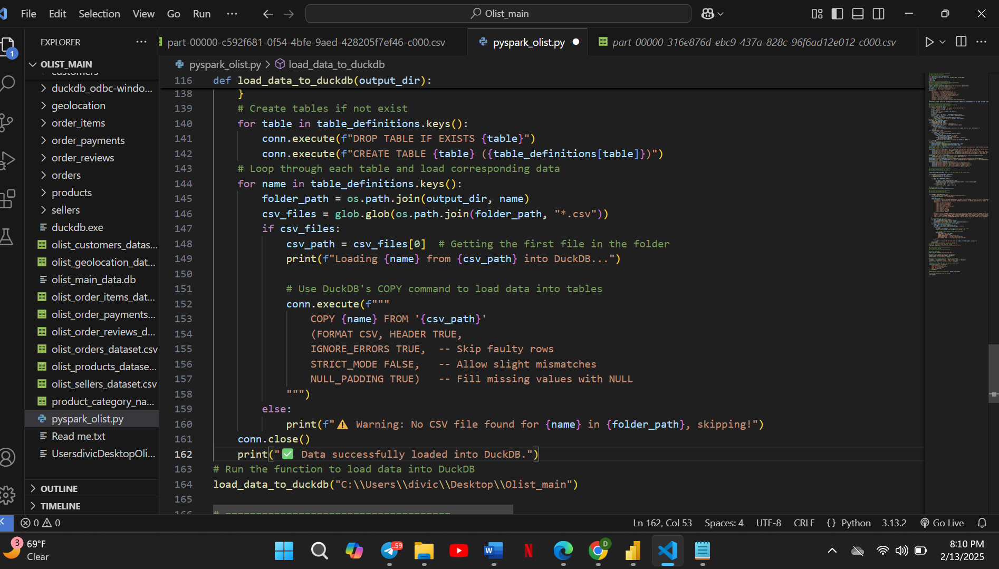 File Edit Selection View Go Run ··· Olist_main
EXPLORER ···
part-00000-c592f681-0f54-4bfe-9aed-428205f7ef46-c000.csv
pyspark_olist.py
part-00000-316e876d-ebc9-437a-828c-96f6ad12e012-c000.csv
1
OLIST_MAIN
customers
duckdb_odbc-windo...
geolocation
order_items
order_payments
order_reviews
orders
products
sellers
duckdb.exe
olist_customers_datas...
olist_geolocation_dat...
olist_main_data.db
olist_order_items_dat...
olist_order_payments...
olist_order_reviews_d...
olist_orders_dataset.csv
olist_products_datase...
olist_sellers_dataset.csv
product_category_na...
pyspark_olist.py
Read me.txt
UsersdivicDesktopOli...
OUTLINE
TIMELINE
pyspark_olist.py > load_data_to_duckdb
116 def load_data_to_duckdb(output_dir):
138 }
139 # Create tables if not exist
140 for table in table_definitions.keys():
141 conn.execute(f"DROP TABLE IF EXISTS {table}")
142 conn.execute(f"CREATE TABLE {table} ({table_definitions[table]})")
143 # Loop through each table and load corresponding data
144 for name in table_definitions.keys():
145 folder_path = os.path.join(output_dir, name)
146 csv_files = glob.glob(os.path.join(folder_path, "*.csv"))
147 if csv_files:
148 csv_path = csv_files[0]  # Getting the first file in the folder
149 print(f"Loading {name} from {csv_path} into DuckDB...")
150
151 # Use DuckDB's COPY command to load data into tables
152 conn.execute(f"""
153 COPY {name} FROM '{csv_path}'
154 (FORMAT CSV, HEADER TRUE,
155 IGNORE_ERRORS TRUE,  -- Skip faulty rows
156 STRICT_MODE FALSE,   -- Allow slight mismatches
157 NULL_PADDING TRUE)   -- Fill missing values with NULL
158 """)
159 else:
160 print(f"⚠️ Warning: No CSV file found for {name} in {folder_path}, skipping!")
161 conn.close()
162 print("✅ Data successfully loaded into DuckDB.")
163 # Run the function to load data into DuckDB
164 load_data_to_duckdb("C:\\Users\\divic\\Desktop\\Olist_main")
165
166 # =====================================
0 0 Ln 162, Col 53 Spaces: 4 UTF-8 CRLF {} Python 3.13.2 Go Live
3 69°F
Clear
.59
W
N
D
8:10 PM
2/13/2025